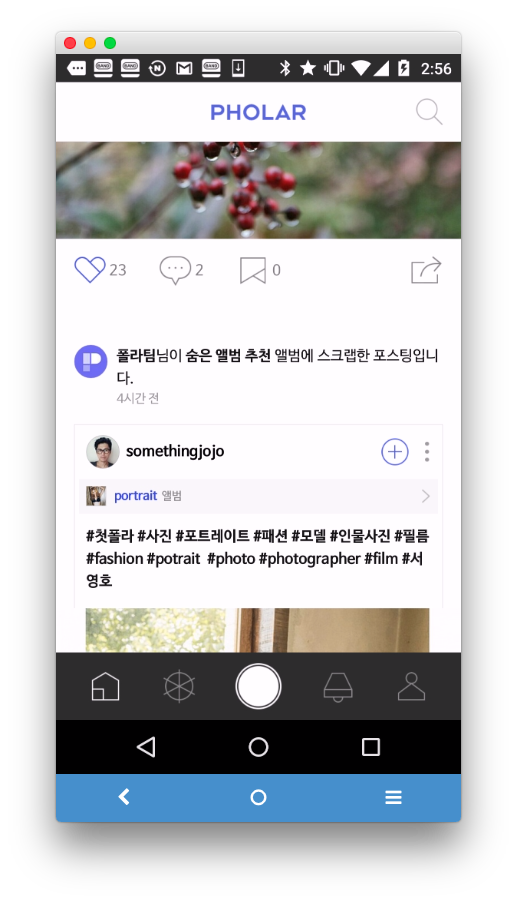 2:56
PHOLAR
23
2
0
폴라팀님이 숨은 앨범 추천 앨범에 스크랩한 포스팅입니
다.
4시간 전
somethingjojo
portrait 앨범
#첫폴라 #사진 #포트레이트 #패션 #모델 #인물사진 #필름
#fashion #potrait #photo #photographer #film #서
영호